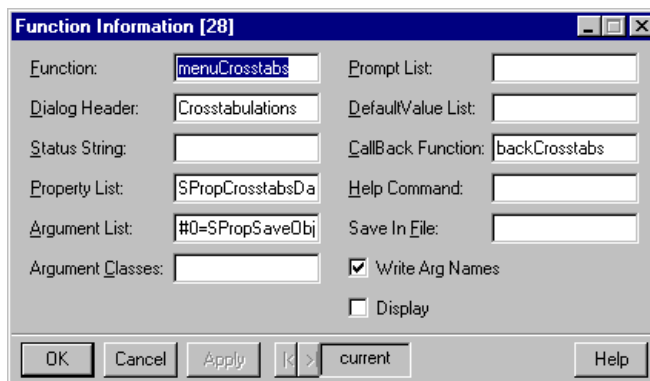 Function Information [28]
Function: menuCrosstabs
Prompt List:
Dialog Header: Crosstabulations
DefaultValue List:
Status String:
CallBack Function: backCrosstabs
Property List: SPropCrosstabsDa
Help Command:
Argument List: #0=SPropSaveObj
Save In File:
Argument Classes:
Write Arg Names
Display
OK Cancel Apply current Help